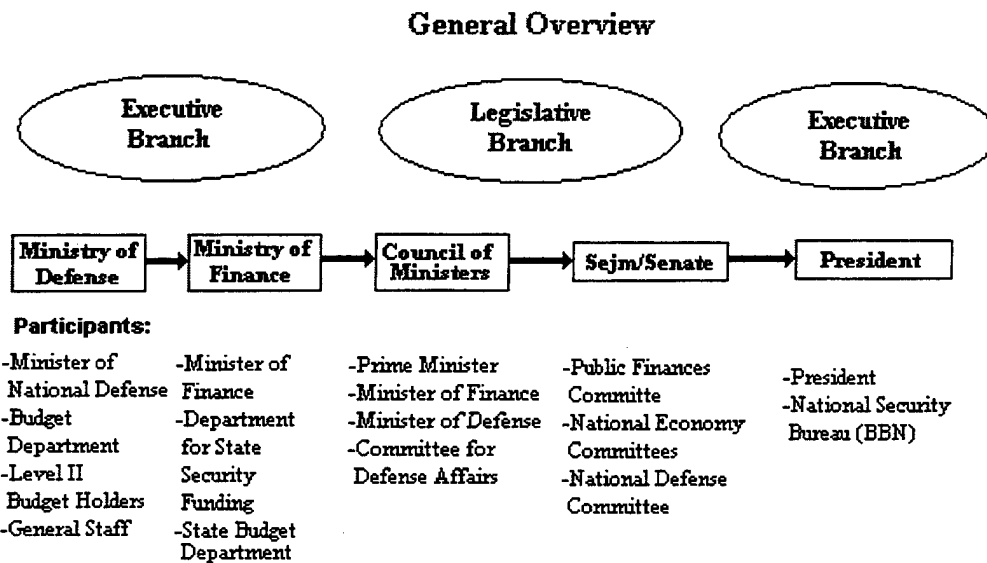 General Overview
Executive
Branch
Legislative
Branch
Executive
Branch
Ministry of
Defense
Ministry of
Finance
Council of
Ministers
Sejm/Senate
President
Participants:
-Minister of
National Defense
-Budget
Department
-Level II
Budget Holders
-General Staff
-Minister of
Finance
-Department
for State
Security
Funding
-State Budget
Department
-Prime Minister
-Minister of Finance
-Minister of Defense
-Committee for
Defense Affairs
-Public Finances
Committe
-National Economy
Committees
-National Defense
Committee
-President
-National Security
Bureau (BBN)